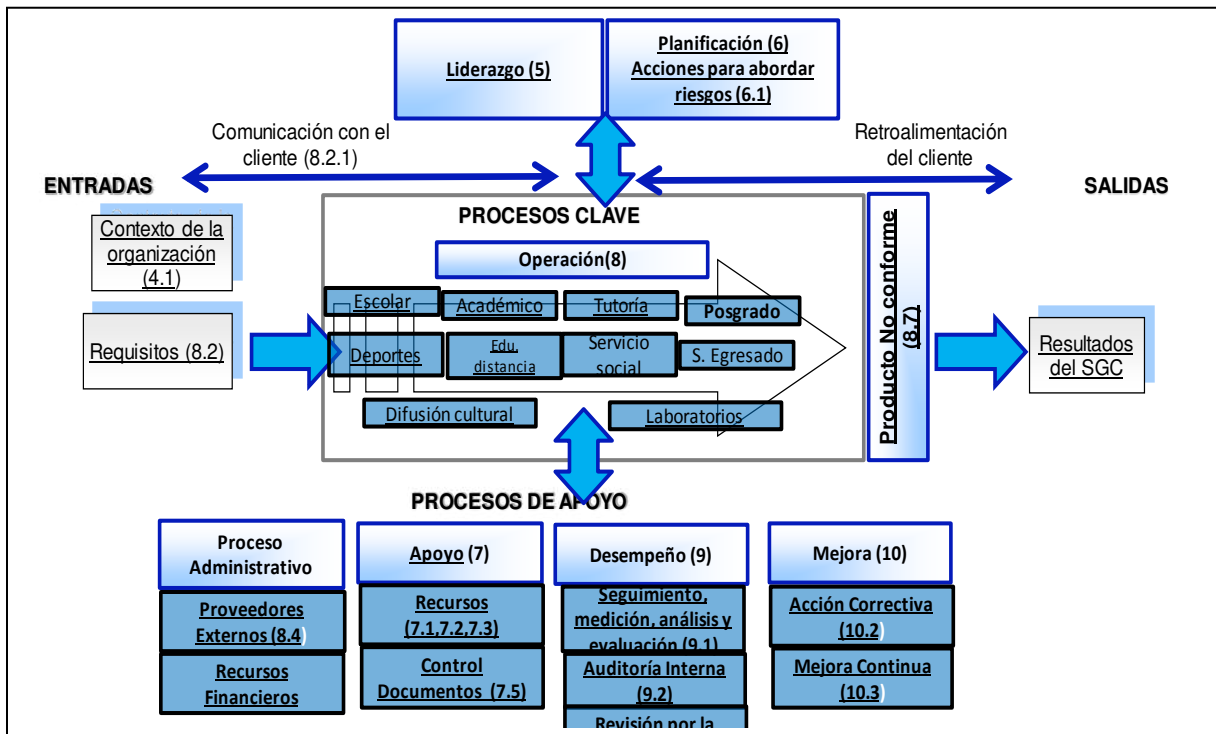 Liderazgo (5)
Planificación (6)
Acciones para abordar
riesgos (6.1)
Comunicación con el
cliente (8.2.1)
Retroalimentación
del cliente
ENTRADAS
SALIDAS
Contexto de la
organización
(4.1)
Requisitos (8.2)
PROCESOS CLAVE
Operación(8)
Escolar
Académico
Tutoría
Posgrado
Deportes
Edu.
distancia
Servicio
social
S. Egresado
Difusión cultural
Laboratorios
Producto No conforme
(8.7)
Resultados
del SGC
PROCESOS DE APOYO
Proceso
Administrativo
Proveedores
Externos (8.4)
Recursos
Financieros
Apoyo (7)
Recursos
(7.1,7.2,7.3)
Control
Documentos (7.5)
Desempeño (9)
Seguimiento,
medición, análisis y
evaluación (9.1)
Auditoría Interna
(9.2)
Revisión por la
Mejora (10)
Acción Correctiva
(10.2)
Mejora Continua
(10.3)